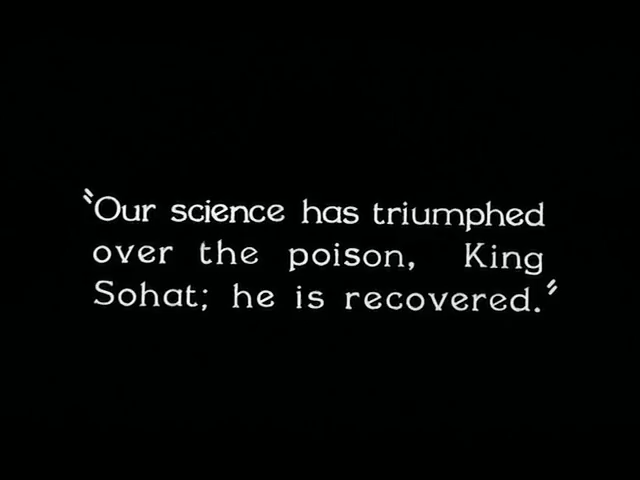 "Our science has triumphed
over the poison, King
Sohat; he is recovered."